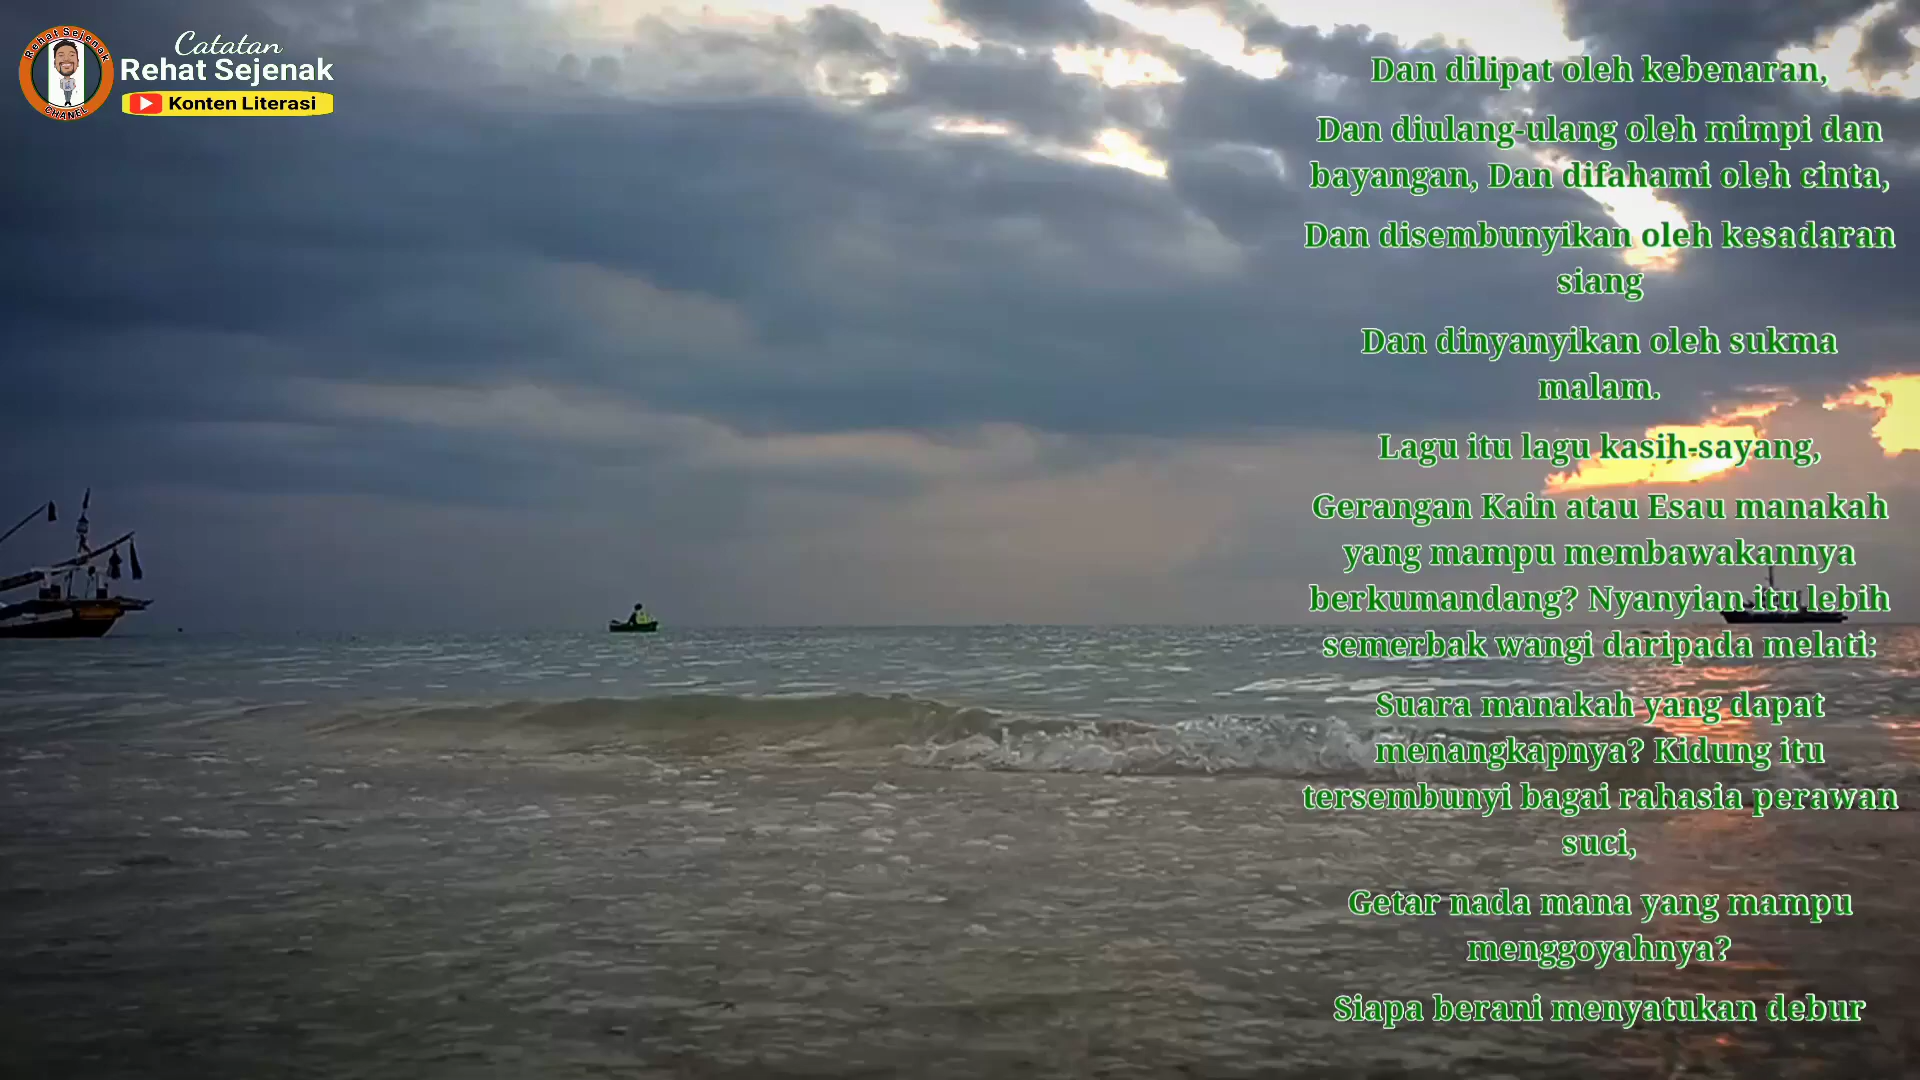 Rehat Sejenak
CHANEL
Catatan
Rehat Sejenak
Konten Literasi
Dan dilipat oleh kebenaran,
Dan diulang-ulang oleh mimpi dan
bayangan, Dan difahami oleh cinta,
Dan disembunyikan oleh kesadaran
siang
Dan dinyanyikan oleh sukma
malam.
Lagu itu lagu kasih-sayang,
Gerangan Kain atau Esau manakah
yang mampu membawakannya
berkumandang? Nyanyian itu lebih
semerbak wangi daripada melati:
Suara manakah yang dapat
menangkapnya? Kidung itu
tersembunyi bagai rahasia perawan
suci,
Getar nada mana yang mampu
menggoyahnya?
Siapa berani menyatukan debur